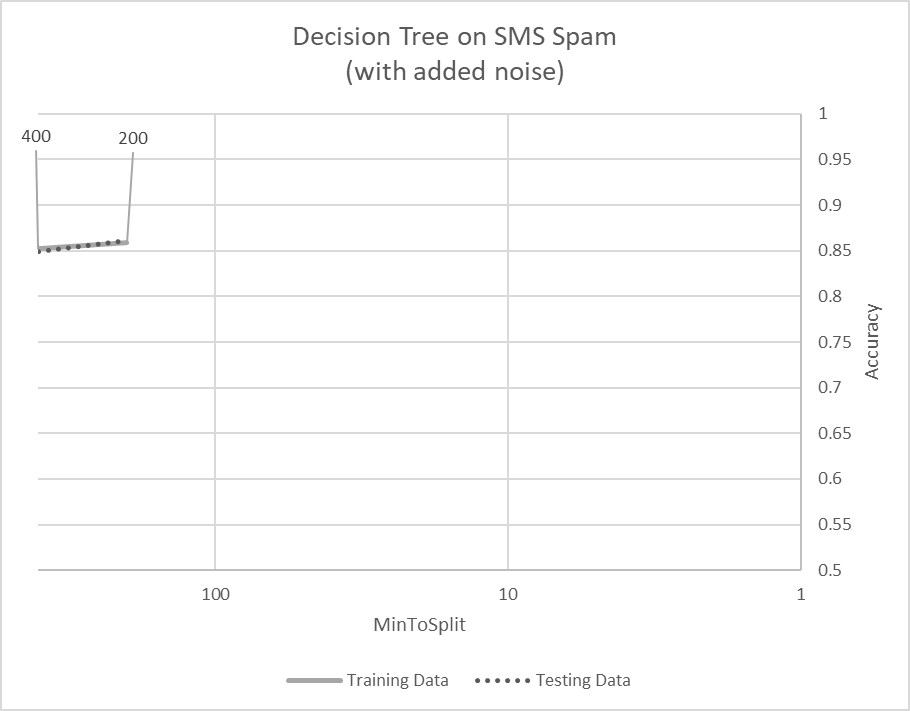 Decision Tree on SMS Spam
(with added noise)
400
200
1
0.95
0.9
0.85
0.8
0.75
0.7
0.65
0.6
0.55
0.5
Accuracy
100 10 1
MinToSplit
Training Data Testing Data